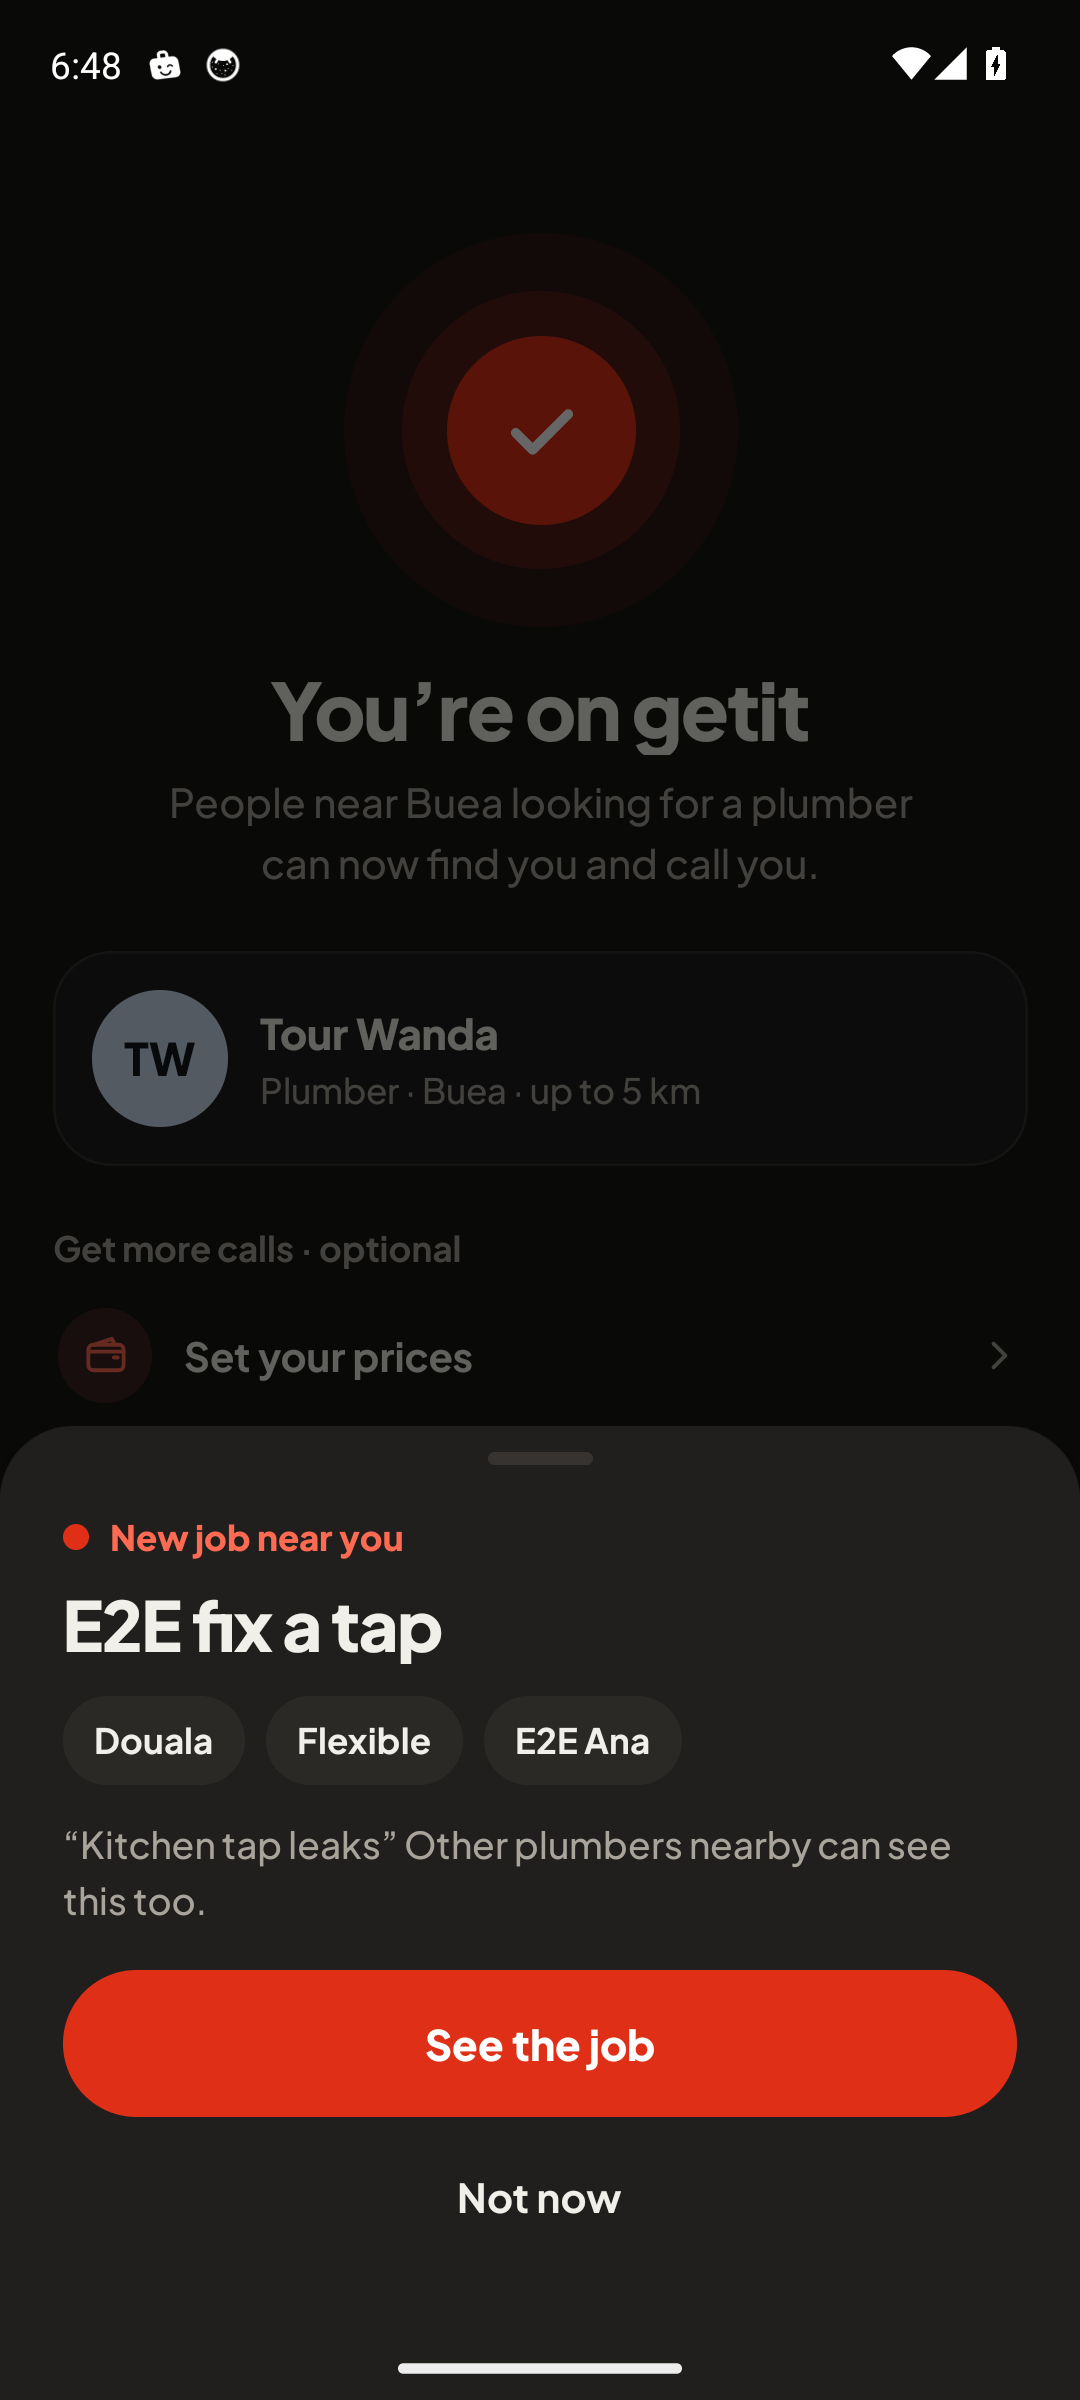 6:48
You’re on getit
People near Buea looking for a plumber
can now find you and call you.
TW
Tour Wanda
Plumber · Buea · up to 5 km
Get more calls · optional
Set your prices
New job near you
E2E fix a tap
Douala
Flexible
E2E Ana
“Kitchen tap leaks” Other plumbers nearby can see
this too.
See the job
Not now